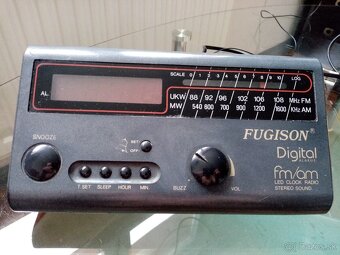 SCALE 0 1 2 3 4 5 6 7 8 9 10 LOG
AL.
UKW 88 92 96 102 106 108 MHz FM
MW 540 600 700 900 1200 1600 KHz AM
SNOOZE
SET
OFF
FUGISON®
Digital
T.SET SLEEP HOUR MIN.
BUZZ VOL
fm/am
LED CLOCK RADIO
STEREO SOUND